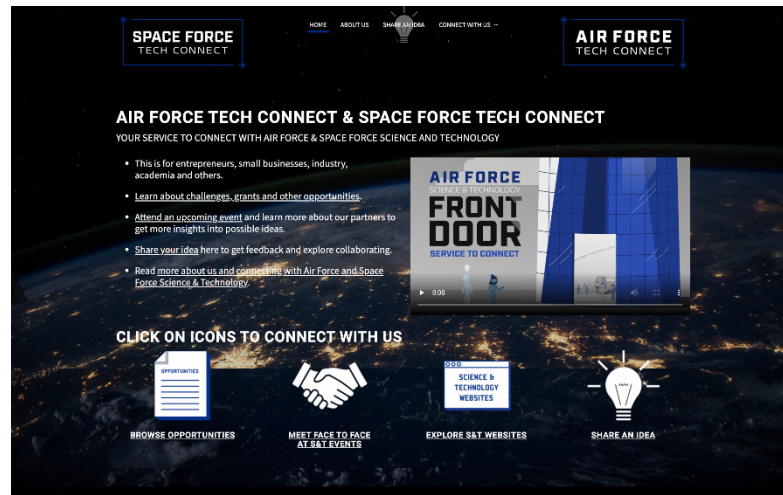 SPACE FORCE
TECH CONNECT
HOME
ABOUT US
SHARE AN IDEA
CONNECT WITH US
AIR FORCE
TECH CONNECT
AIR FORCE TECH CONNECT & SPACE FORCE TECH CONNECT
YOUR SERVICE TO CONNECT WITH AIR FORCE & SPACE FORCE SCIENCE AND TECHNOLOGY
• This is for entrepreneurs, small businesses, industry,
academia and others.
• Learn about challenges, grants and other opportunities.
• Attend an upcoming event and learn more about our partners to
get more insights into possible ideas.
• Share your idea here to get feedback and explore collaborating.
• Read more about us and connecting with Air Force and Space
Force Science & Technology.
AIR FORCE
SCIENCE & TECHNOLOGY
FRONT
DOOR
SERVICE TO CONNECT
0:00
CLICK ON ICONS TO CONNECT WITH US
OPPORTUNITIES
SCIENCE &
TECHNOLOGY
WEBSITES
BROWSE OPPORTUNITIES
MEET FACE TO FACE
AT S&T EVENTS
EXPLORE S&T WEBSITES
SHARE AN IDEA